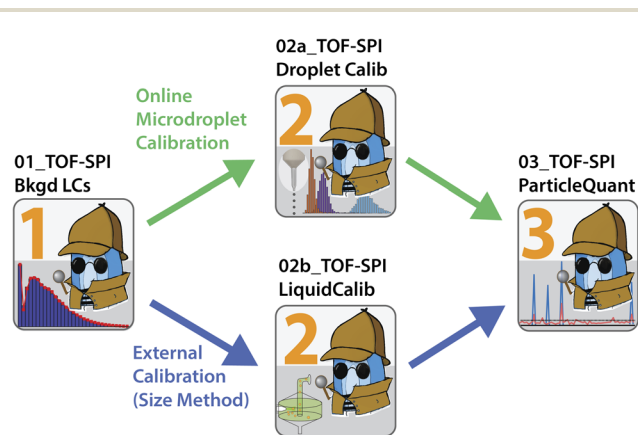 02a_TOF-SPI
Droplet Calib
2
Online
Microdroplet
Calibration
01_TOF-SPI
Bkgd LCs
1
03_TOF-SPI
ParticleQuant
3
02b_TOF-SPI
LiquidCalib
2
External
Calibration
(Size Method)